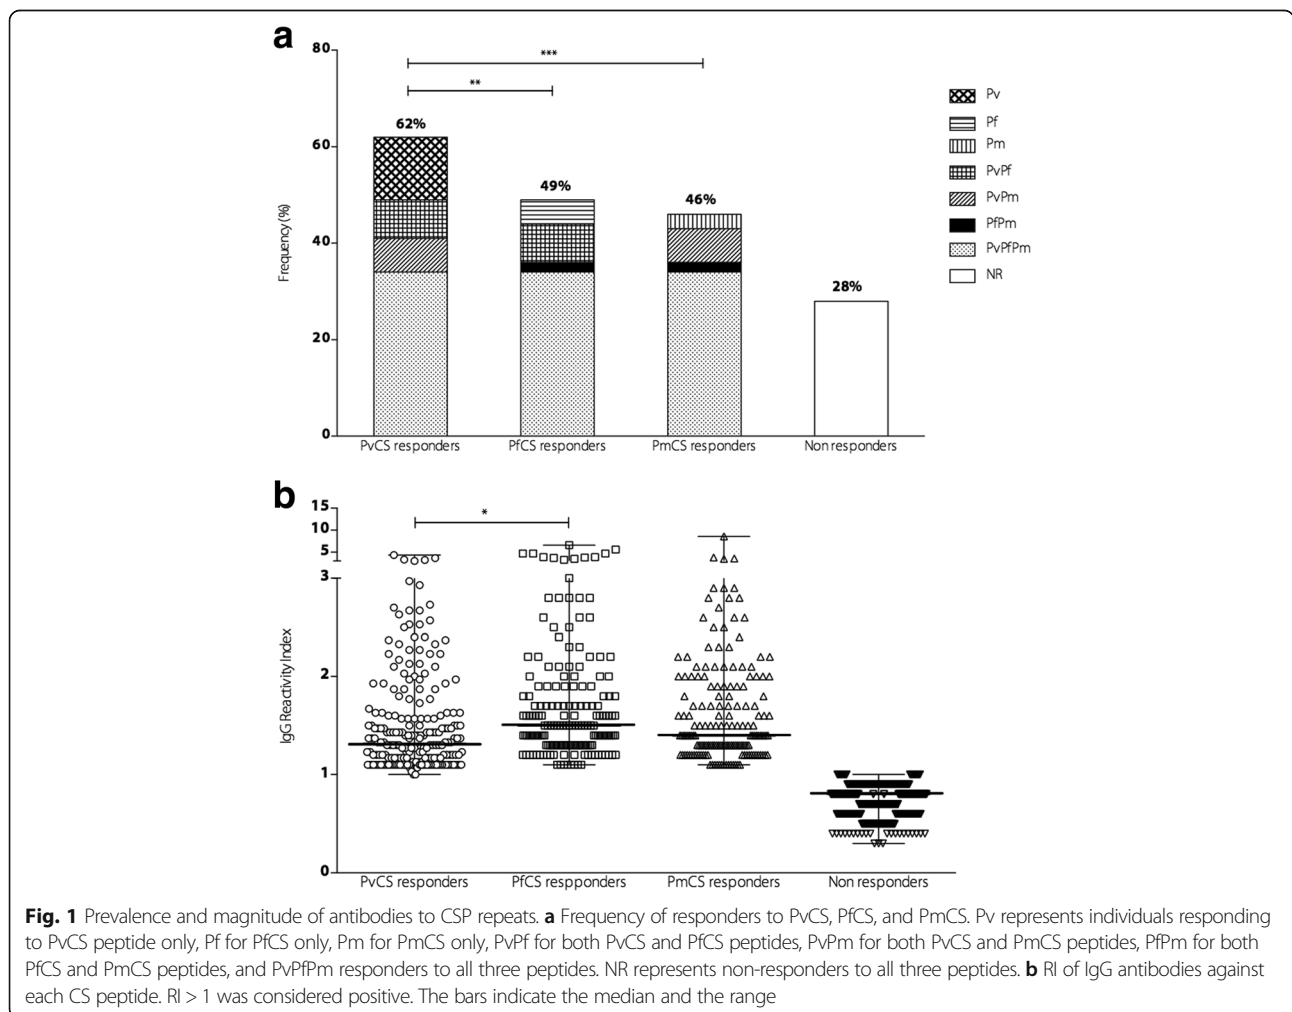 a
80
60
40
20
0
Frequency (%)
***
**
62%
49%
46%
28%
PvCS responders
PfCS responders
PmCS responders
Non responders
Pv
Pf
Pm
PvPf
PvPm
PfPm
PvPfPm
NR
b
15
10
5
3
2
1
0
IgG Reactivity Index
*
PvCS responders
PfCS respponders
PmCS responders
Non responders
Fig. 1 Prevalence and magnitude of antibodies to CSP repeats. a Frequency of responders to PvCS, PfCS, and PmCS. Pv represents individuals responding
to PvCS peptide only, Pf for PfCS only, Pm for PmCS only, PvPf for both PvCS and PfCS peptides, PvPm for both PvCS and PmCS peptides, PfPm for both
PfCS and PmCS peptides, and PvPfPm responders to all three peptides. NR represents non-responders to all three peptides. b RI of IgG antibodies against
each CS peptide. RI > 1 was considered positive. The bars indicate the median and the range